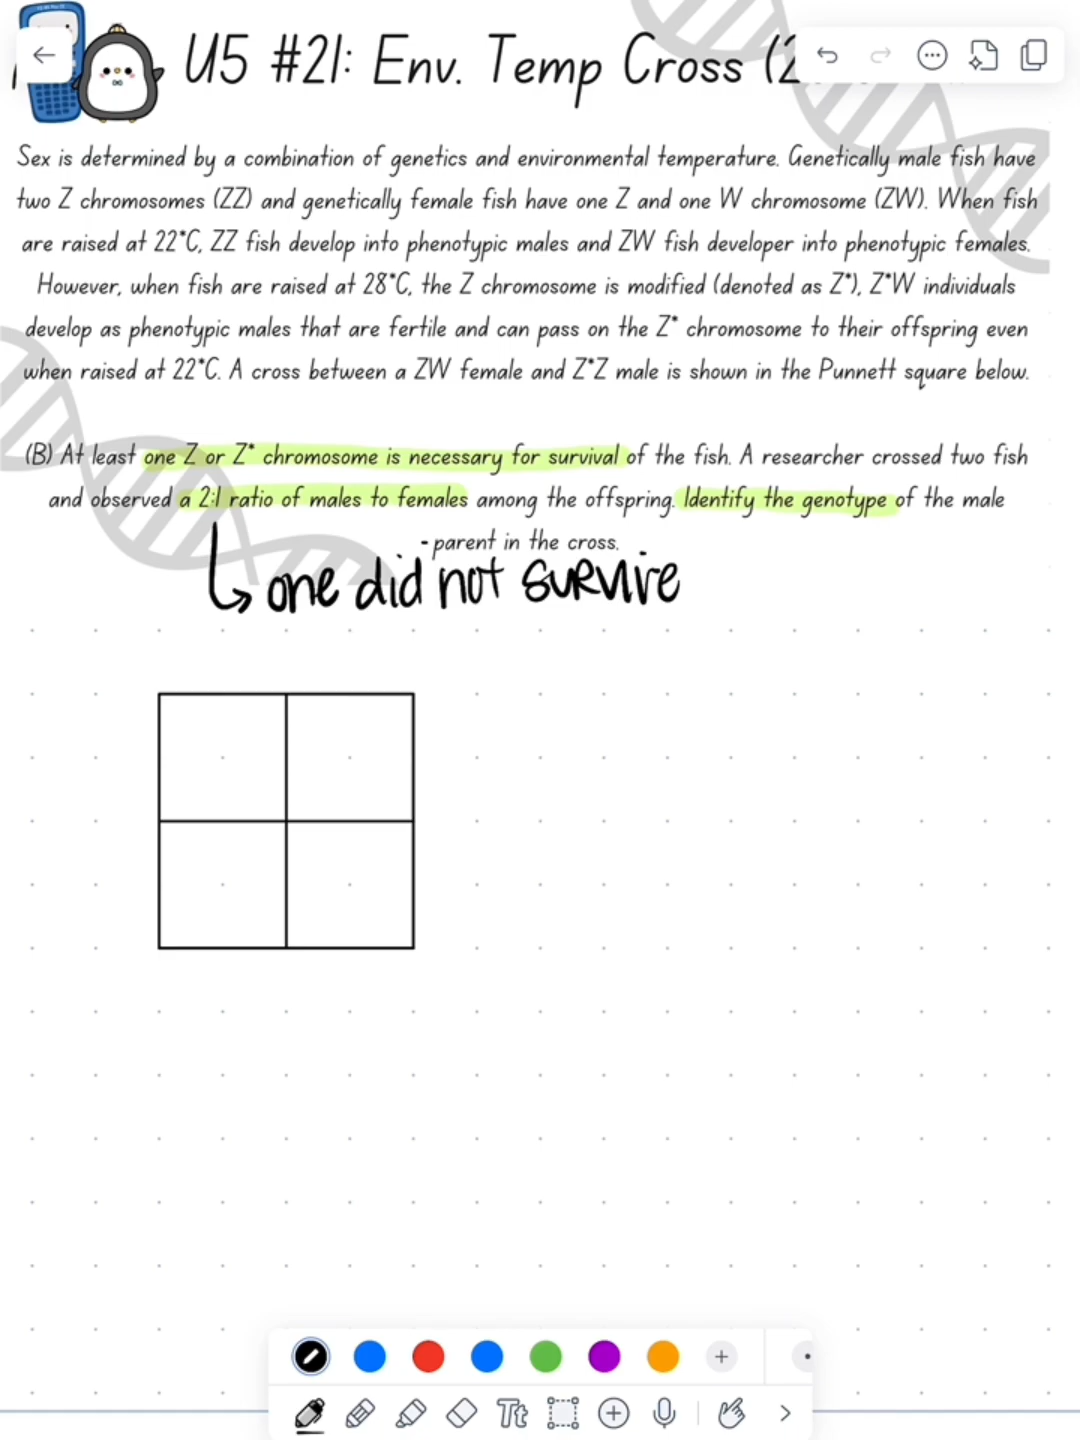 U5 #21: Env. Temp Cross (2
Sex is determined by a combination of genetics and environmental temperature. Genetically male fish have
two Z chromosomes (ZZ) and genetically female fish have one Z and one W chromosome (ZW). When fish
are raised at 22°C, ZZ fish develop into phenotypic males and ZW fish developer into phenotypic females.
However, when fish are raised at 28°C, the Z chromosome is modified (denoted as Z*), Z*W individuals
develop as phenotypic males that are fertile and can pass on the Z* chromosome to their offspring even
when raised at 22°C. A cross between a ZW female and Z*Z male is shown in the Punnett square below.
(B) At least one Z or Z* chromosome is necessary for survival of the fish. A researcher crossed two fish
and observed a 2:1 ratio of males to females among the offspring. Identify the genotype of the male
- parent in the cross.
↳ one did not survive
Tt